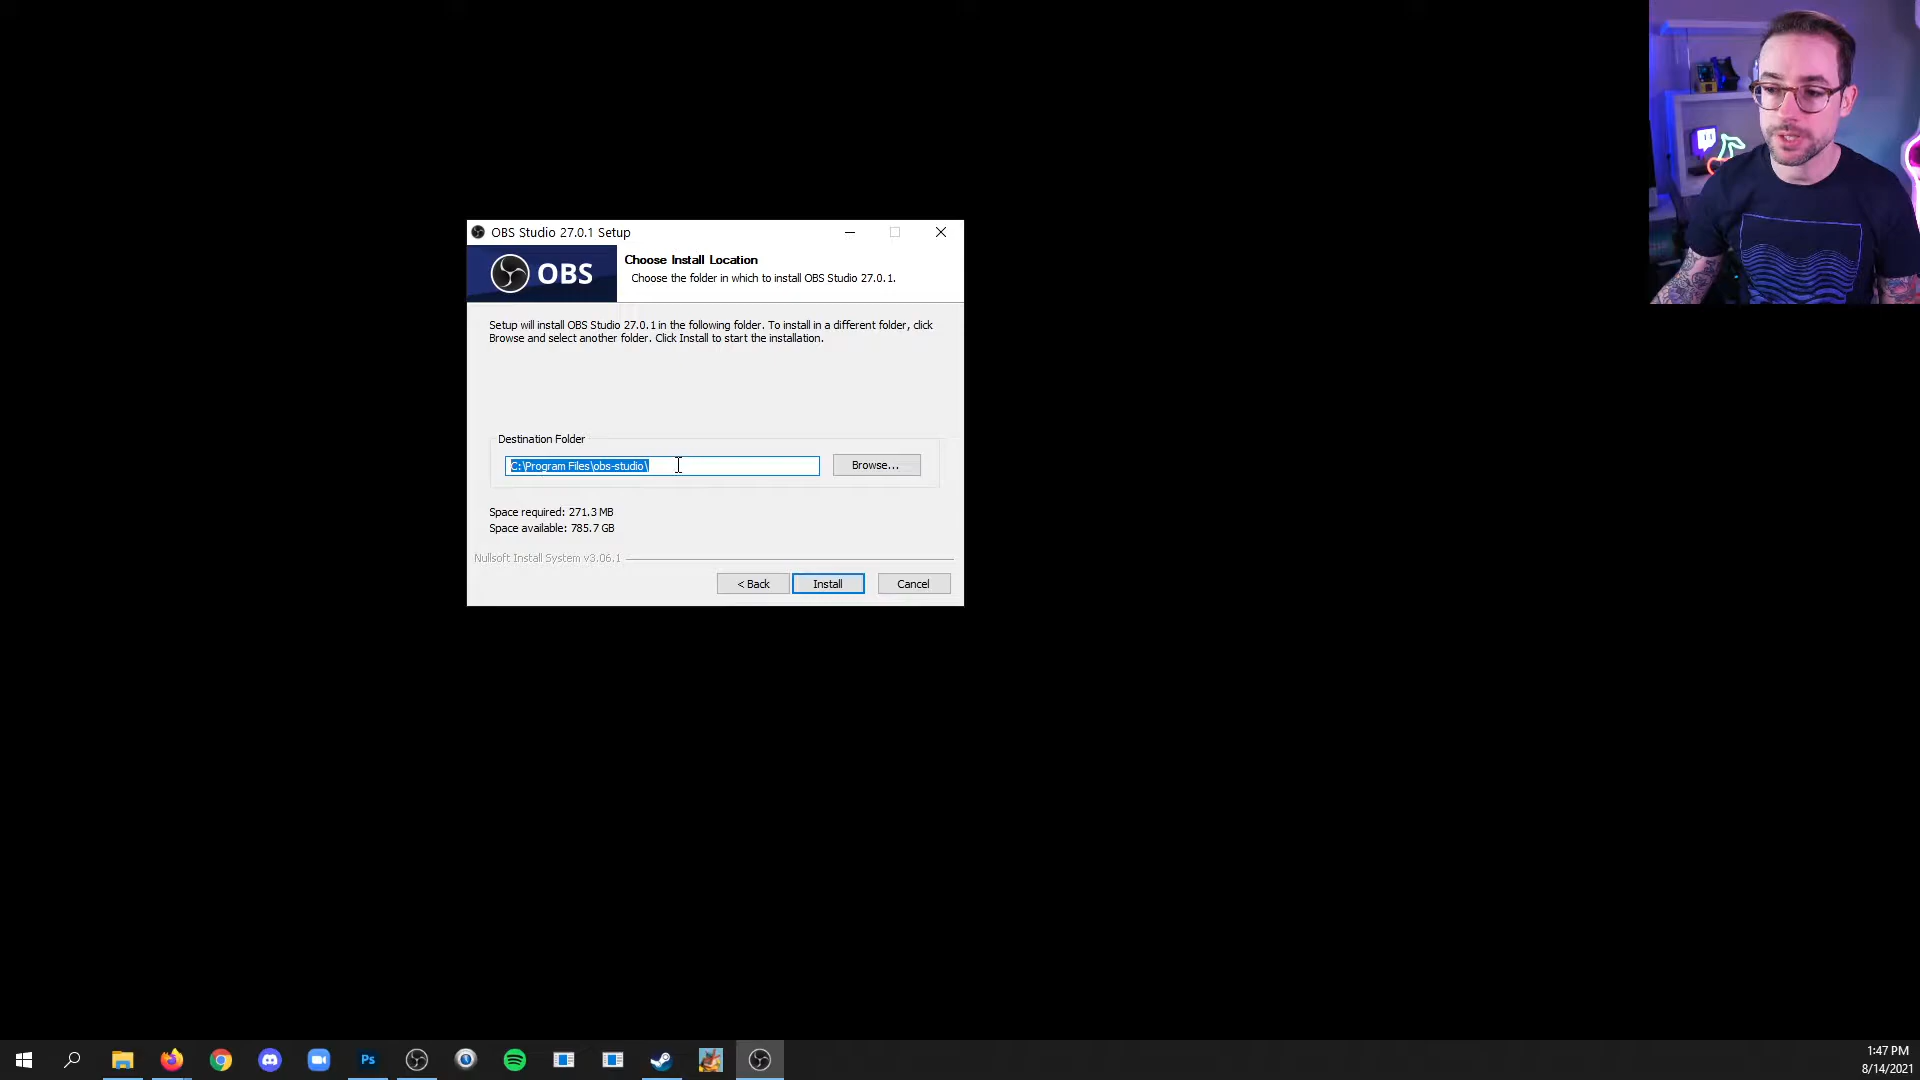 OBS Studio 27.0.1 Setup
OBS
Choose Install Location
Choose the folder in which to install OBS Studio 27.0.1.
Setup will install OBS Studio 27.0.1 in the following folder. To install in a different folder, click
Browse and select another folder. Click Install to start the installation.
Destination Folder
C:\Program Files\obs-studio\
Browse...
Space required: 271.3 MB
Space available: 785.7 GB
Nullsoft Install System v3.06.1
< Back
Install
Cancel
Ps
1:47 PM
8/14/2021